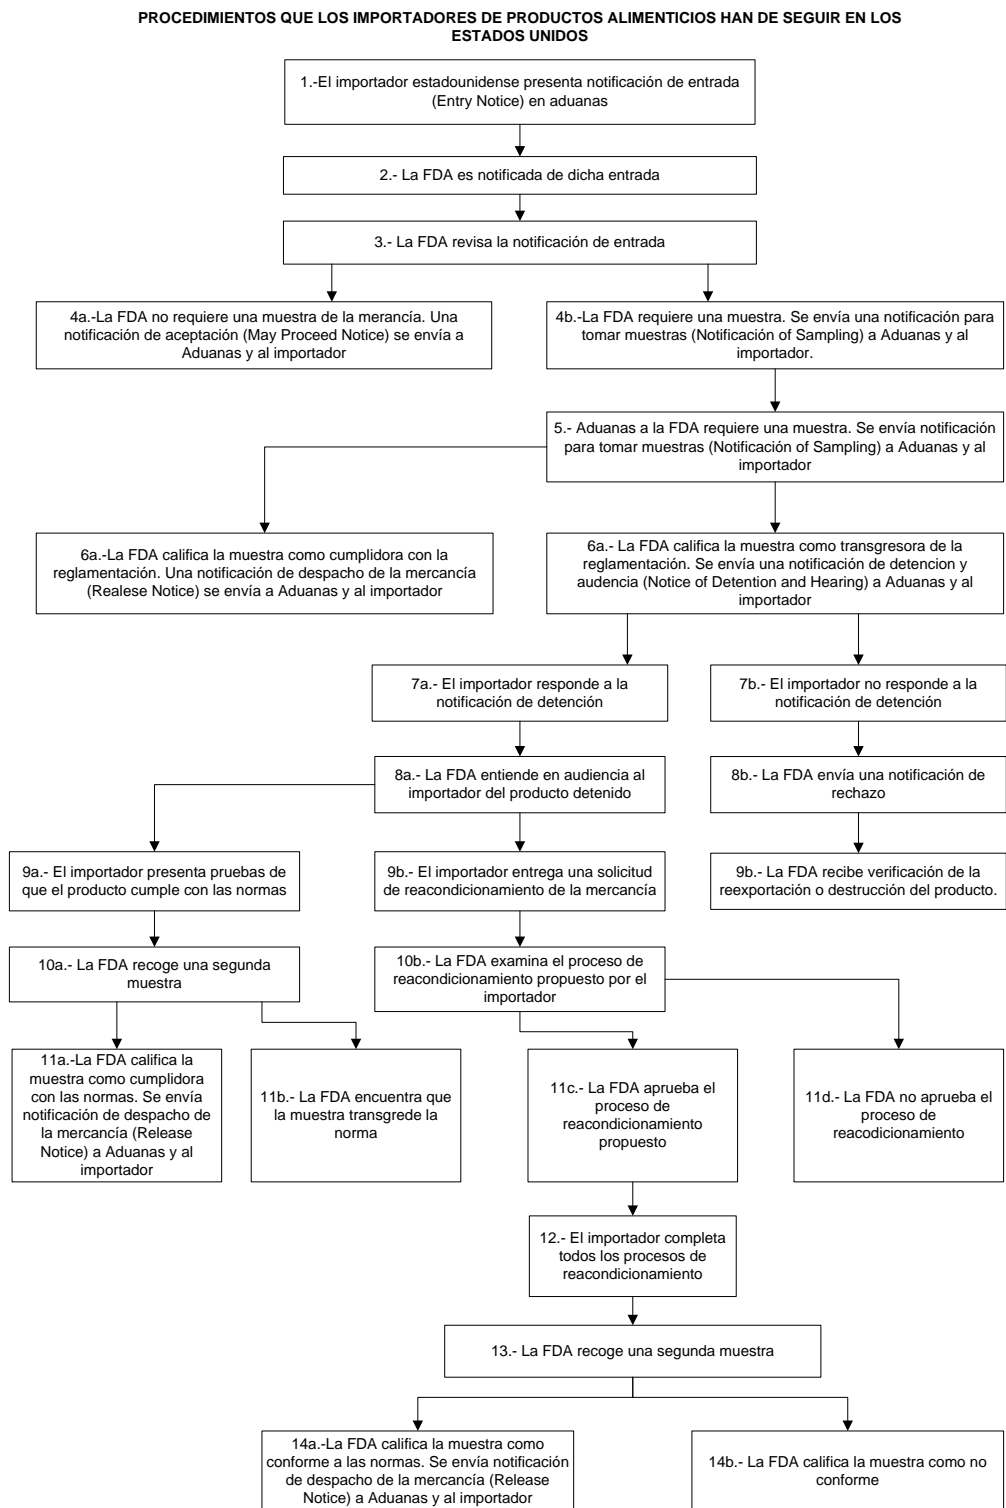 PROCEDIMIENTOS QUE LOS IMPORTADORES DE PRODUCTOS ALIMENTICIOS HAN DE SEGUIR EN LOS
ESTADOS UNIDOS
1.-El importador estadounidense presenta notificación de entrada
(Entry Notice) en aduanas
2.- La FDA es notificada de dicha entrada
3.- La FDA revisa la notificación de entrada
4a.-La FDA no requiere una muestra de la merancía. Una
notificación de aceptación (May Proceed Notice) se envía a
Aduanas y al importador
4b.-La FDA requiere una muestra. Se envía una notificación para
tomar muestras (Notificación of Sampling) a Aduanas y al
importador.
5.- Aduanas a la FDA requiere una muestra. Se envía notificación
para tomar muestras (Notificación of Sampling) a Aduanas y al
importador
6a.-La FDA califica la muestra como cumplidora con la
reglamentación. Una notificación de despacho de la mercancía
(Realese Notice) se envía a Aduanas y al importador
6a.- La FDA califica la muestra como transgresora de la
reglamentación. Se envía una notificación de detencion y
audencia (Notice of Detention and Hearing) a Aduanas y al
importador
7a.- El importador responde a la
notificación de detención
7b.- El importador no responde a la
notificación de detención
8a.- La FDA entiende en audiencia al
importador del producto detenido
8b.- La FDA envía una notificación de
rechazo
9a.- El importador presenta pruebas de
que el producto cumple con las normas
9b.- El importador entrega una solicitud
de reacondicionamiento de la mercancía
9b.- La FDA recibe verificación de la
reexportación o destrucción del producto.
10a.- La FDA recoge una segunda
muestra
10b.- La FDA examina el proceso de
reacondicionamiento propuesto por el
importador
11a.-La FDA califica la
muestra como cumplidora
con las normas. Se envía
notificación de despacho de
la mercancía (Release
Notice) a Aduanas y al
importador
11b.- La FDA encuentra que
la muestra transgrede la
norma
11c.- La FDA aprueba el
proceso de
reacondicionamiento
propuesto
11d.- La FDA no aprueba el
proceso de
reacodicionamiento
12.- El importador completa
todos los procesos de
reacondicionamiento
13.- La FDA recoge una segunda muestra
14a.-La FDA califica la muestra como
conforme a las normas. Se envía notificación
de despacho de la mercancía (Release
Notice) a Aduanas y al importador
14b.- La FDA califica la muestra como no
conforme